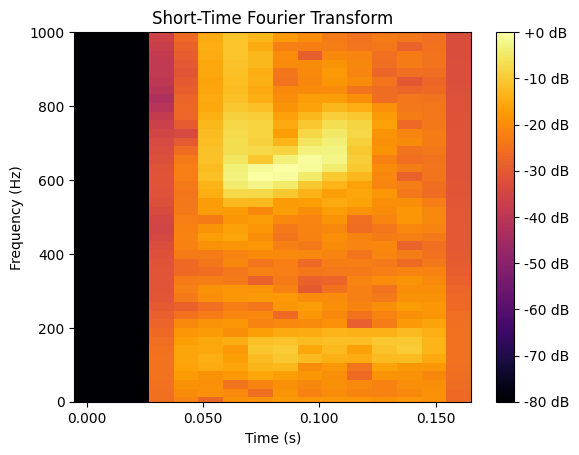 Short-Time Fourier Transform
1000
800
600
400
200
0
Frequency (Hz)
0.000
0.050
0.100
0.150
Time (s)
+0 dB
-10 dB
-20 dB
-30 dB
-40 dB
-50 dB
-60 dB
-70 dB
-80 dB